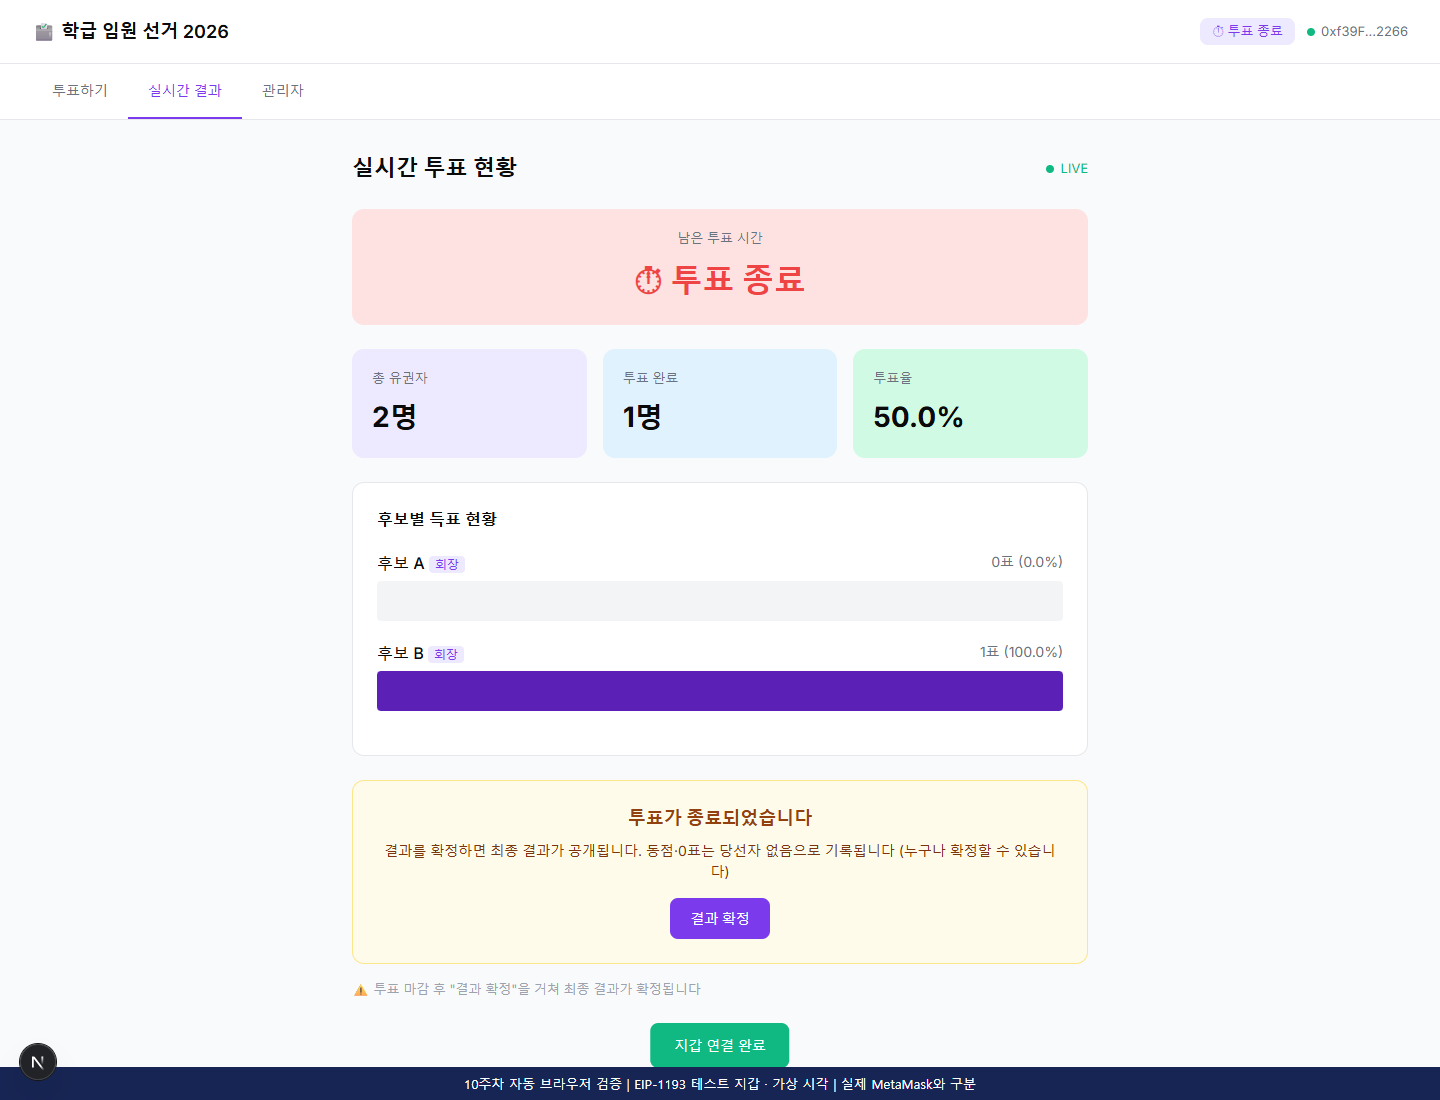 학급 임원 선거 2026
투표 종료
0xf39F...2266
투표하기
실시간 결과
관리자
실시간 투표 현황
LIVE
남은 투표 시간
투표 종료
총 유권자
2명
투표 완료
1명
투표율
50.0%
후보별 득표 현황
후보 A 회장
0표 (0.0%)
후보 B 회장
1표 (100.0%)
투표가 종료되었습니다
결과를 확정하면 최종 결과가 공개됩니다. 동점·0표는 당선자 없음으로 기록됩니다 (누구나 확정할 수 있습니
다)
결과 확정
투표 마감 후 "결과 확정"을 거쳐 최종 결과가 확정됩니다
지갑 연결 완료
N
10주차 자동 브라우저 검증 | EIP-1193 테스트 지갑 · 가상 시각 | 실제 MetaMask와 구분